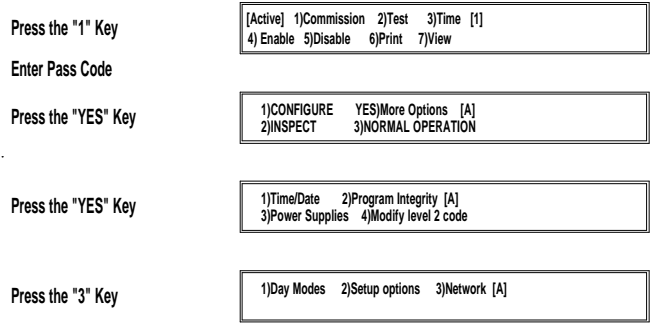 Press the "1" Key
[Active] 1)Commission 2)Test 3)Time [1]
4) Enable 5)Disable 6)Print 7)View
Enter Pass Code
Press the "YES" Key
1)CONFIGURE YES)More Options [A]
2)INSPECT 3)NORMAL OPERATION
.
Press the "YES" Key
1)Time/Date 2)Program Integrity [A]
3)Power Supplies 4)Modify level 2 code
Press the "3" Key
1)Day Modes 2)Setup options 3)Network [A]